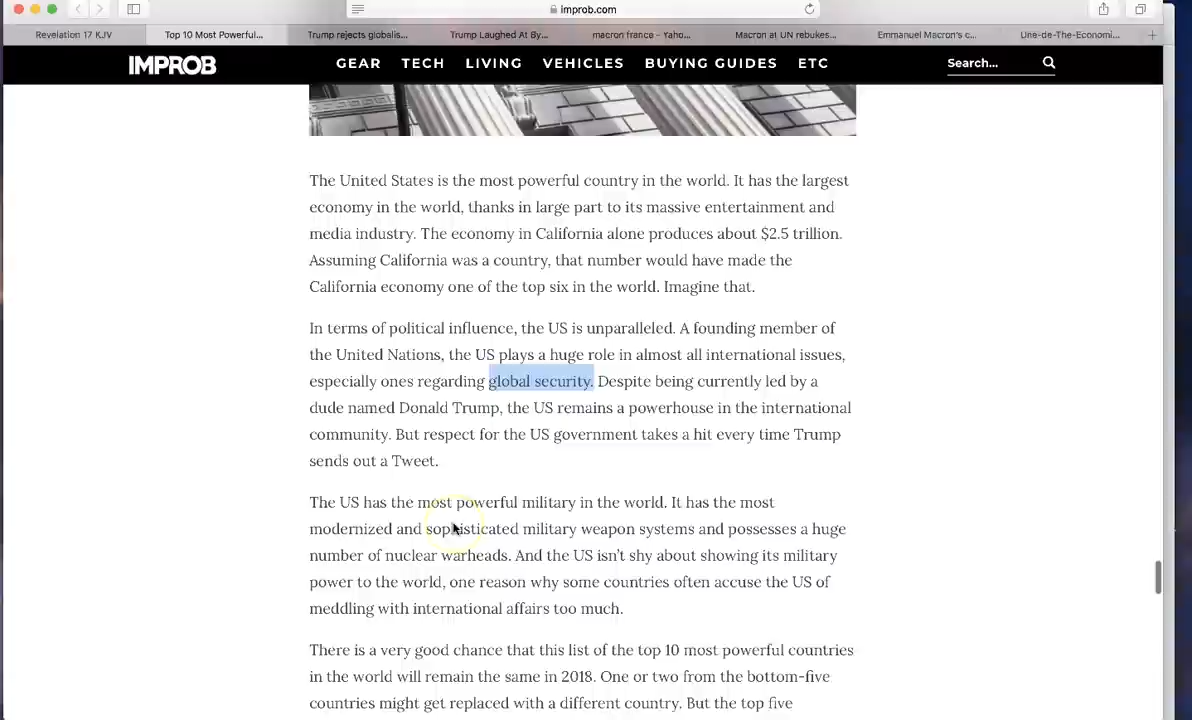 improb.com
Revelation 17 KJV
Top 10 Most Powerful...
Trump rejects globalis...
Trump Laughed At By...
macron france - Yaho...
Macron at UN rebukes...
Emmanuel Macron's c...
Une-de-The-Economi...
IMPROB
GEAR TECH LIVING VEHICLES BUYING GUIDES ETC
Search...
The United States is the most powerful country in the world. It has the largest
economy in the world, thanks in large part to its massive entertainment and
media industry. The economy in California alone produces about $2.5 trillion.
Assuming California was a country, that number would have made the
California economy one of the top six in the world. Imagine that.
In terms of political influence, the US is unparalleled. A founding member of
the United Nations, the US plays a huge role in almost all international issues,
especially ones regarding global security. Despite being currently led by a
dude named Donald Trump, the US remains a powerhouse in the international
community. But respect for the US government takes a hit every time Trump
sends out a Tweet.
The US has the most powerful military in the world. It has the most
modernized and sophisticated military weapon systems and possesses a huge
number of nuclear warheads. And the US isn't shy about showing its military
power to the world, one reason why some countries often accuse the US of
meddling with international affairs too much.
There is a very good chance that this list of the top 10 most powerful countries
in the world will remain the same in 2018. One or two from the bottom-five
countries might get replaced with a different country. But the top five